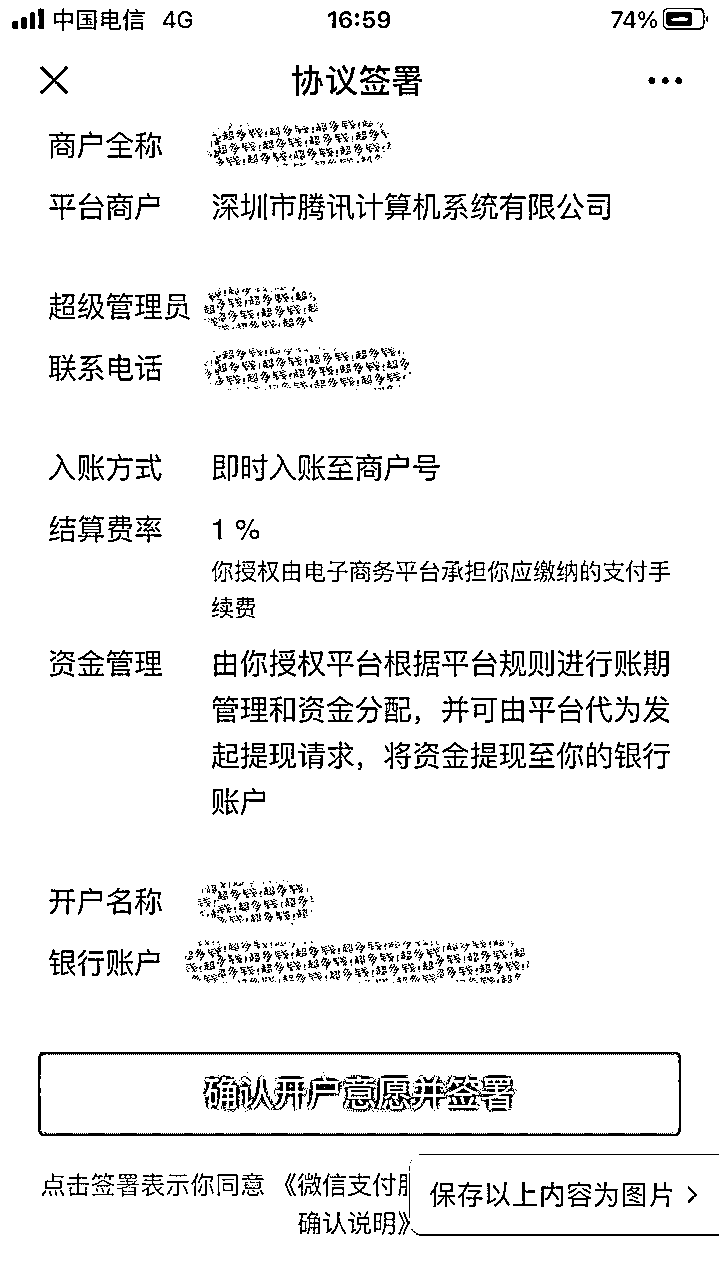 中国电信 4G 16:59 74%
协议签署
商户全称
平台商户 深圳市腾讯计算机系统有限公司
超级管理员
联系电话
入账方式 即时入账至商户号
结算费率 1 %
你授权由电子商务平台承担你应缴纳的支付手
续费
资金管理 由你授权平台根据平台规则进行账期
管理和资金分配，并可由平台代为发
起提现请求，将资金提现至你的银行
账户
开户名称
银行账户
确认开户意愿并签署
点击签署表示你同意 《微信支付
确认说明》
保存以上内容为图片